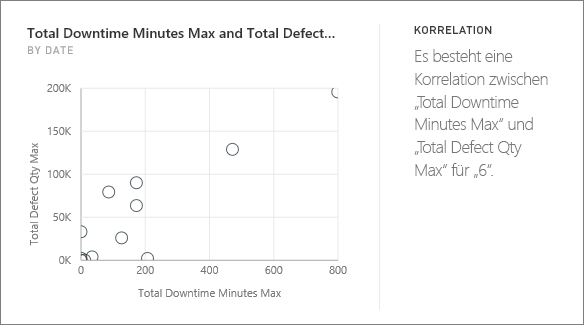 Total Downtime Minutes Max and Total Defect...
BY DATE
KORRELATION
Es besteht eine
Korrelation zwischen
„Total Downtime
Minutes Max“ und
„Total Defect Qty
Max“ für „6“.
Total Defect Qty Max
200K
150K
100K
50K
0K
0
200
400
600
800
Total Downtime Minutes Max